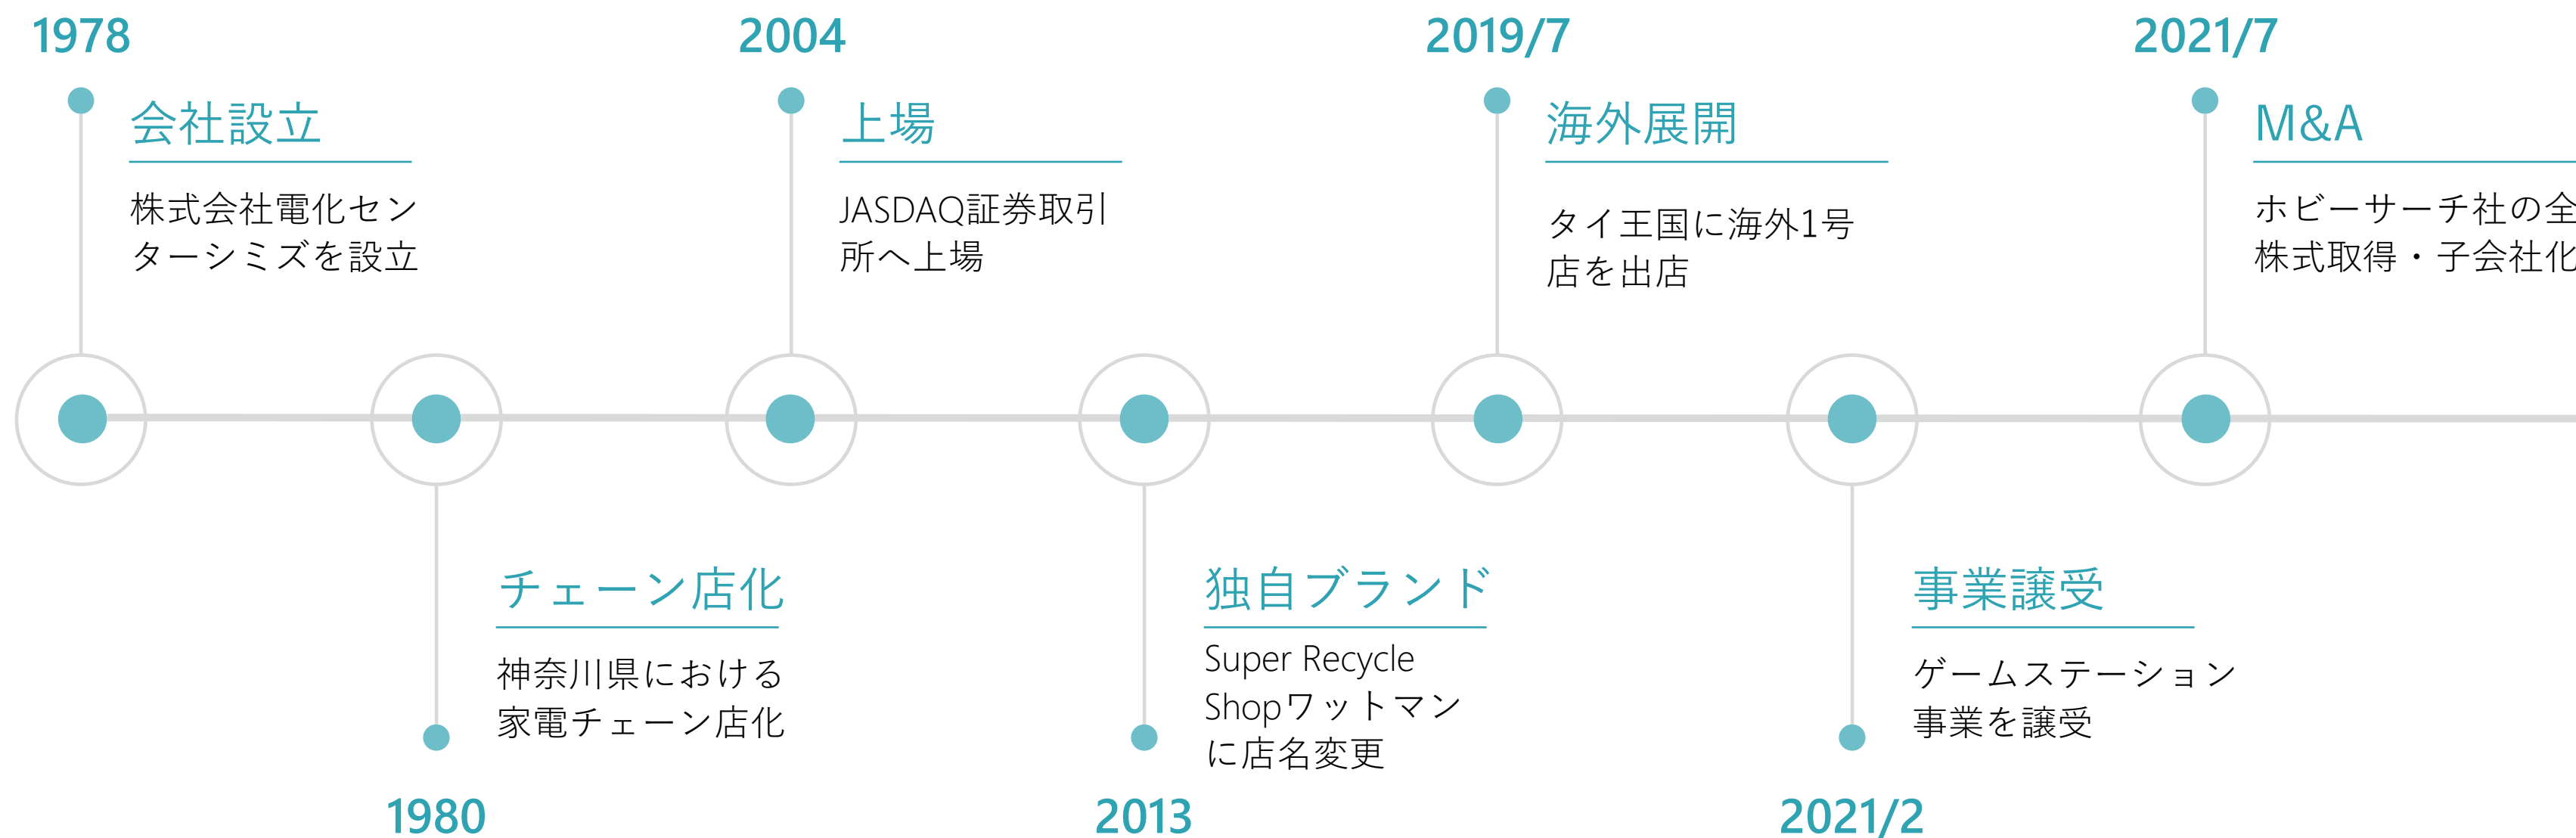 1978
会社設立
株式会社電化セン
ターシミズを設立
1980
チェーン店化
神奈川県における
家電チェーン店化
2004
上場
JASDAQ証券取引
所へ上場
2013
独自ブランド
Super Recycle
Shopワットマン
に店名変更
2019/7
海外展開
タイ王国に海外1号
店を出店
2021/2
事業譲受
ゲームステーション
事業を譲受
2021/7
M&A
ホビーサーチ社の全
株式取得・子会社化